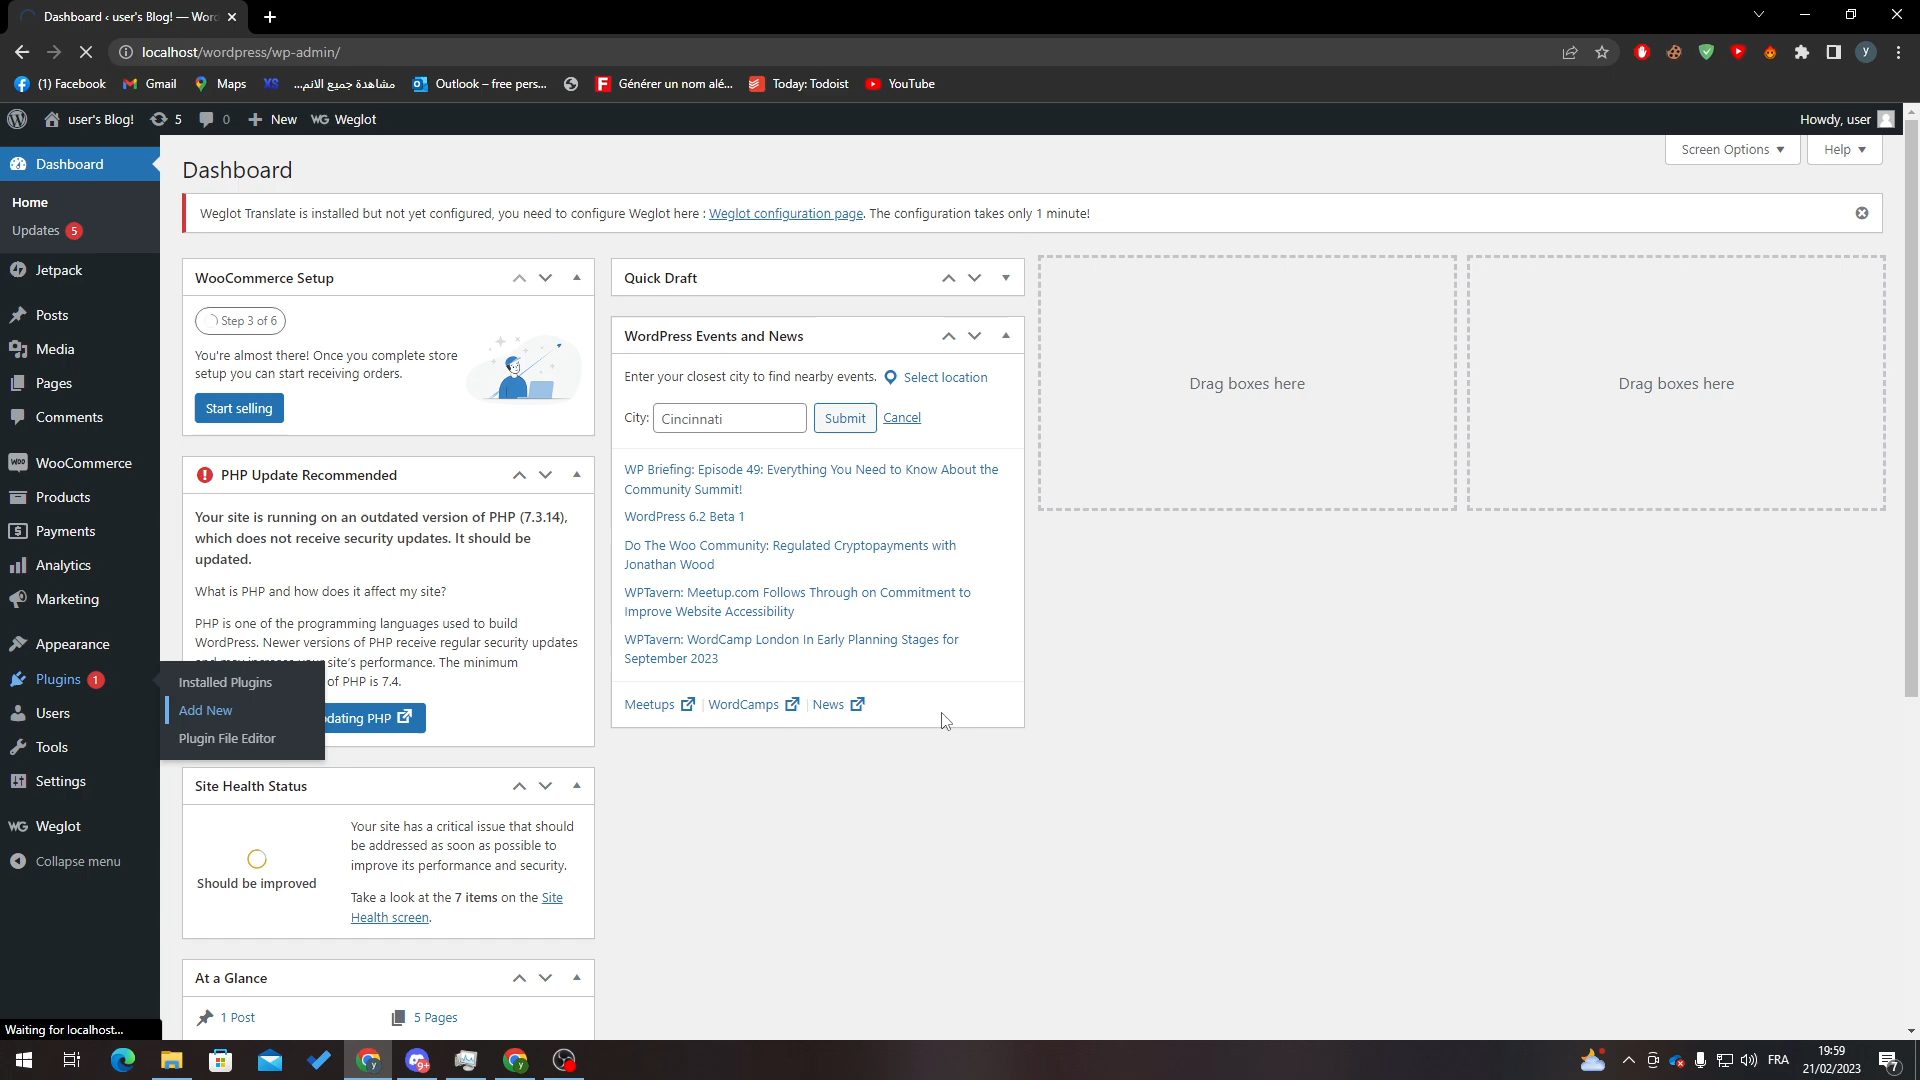 Dashboard ‹ user's Blog! — Wor
localhost/wordpress/wp-admin/
y
(1) Facebook
Gmail
Maps
XS
مشاهدة جميع الانم...
Outlook – free pers...
Générer un nom alé...
Today: Todoist
YouTube
user's Blog!
5
0
New
WG Weglot
Howdy, user
Dashboard
Home
Updates 5
Jetpack
Posts
Media
Pages
Comments
WooCommerce
Products
Payments
Analytics
Marketing
Appearance
Plugins 1
Users
Tools
Settings
WG Weglot
Collapse menu
Installed Plugins
Add New
Plugin File Editor
Dashboard
Screen Options
Help
Weglot Translate is installed but not yet configured, you need to configure Weglot here : Weglot configuration page. The configuration takes only 1 minute!
WooCommerce Setup
Step 3 of 6
You're almost there! Once you complete store
setup you can start receiving orders.
Start selling
PHP Update Recommended
Your site is running on an outdated version of PHP (7.3.14),
which does not receive security updates. It should be
updated.
What is PHP and how does it affect my site?
PHP is one of the programming languages used to build
WordPress. Newer versions of PHP receive regular security updates
site's performance. The minimum
of PHP is 7.4.
dating PHP
Site Health Status
Should be improved
Your site has a critical issue that should
be addressed as soon as possible to
improve its performance and security.
Take a look at the 7 items on the Site
Health screen.
At a Glance
1 Post
5 Pages
Quick Draft
WordPress Events and News
Enter your closest city to find nearby events.
Select location
City:
Cincinnati
Submit
Cancel
WP Briefing: Episode 49: Everything You Need to Know About the
Community Summit!
WordPress 6.2 Beta 1
Do The Woo Community: Regulated Cryptopayments with
Jonathan Wood
WPTavern: Meetup.com Follows Through on Commitment to
Improve Website Accessibility
WPTavern: WordCamp London In Early Planning Stages for
September 2023
Meetups
WordCamps
News
Drag boxes here
Drag boxes here
Waiting for localhost...
9+
FRA
19:59
21/02/2023
7